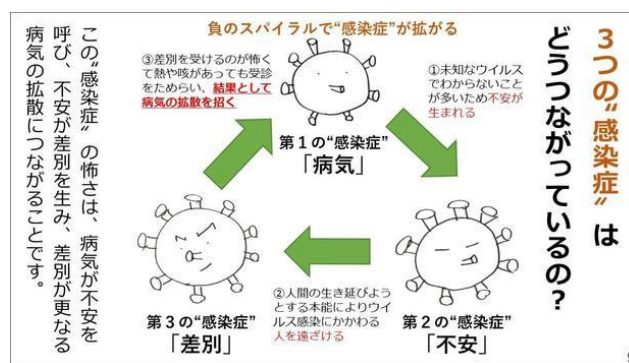 3つの“感染症”は
どうつながっているの？
負のスパイラルで“感染症”が拡がる
①未知なウイルス
でわからないこと
が多いため不安が
生まれる
第1の“感染症”
「病気」
②人間の生き延びよう
とする本能によりウイ
ルス感染にかかわる
人を遠ざける
第2の“感染症”
「不安」
③差別を受けるのが怖く
て熱や咳があっても受診
をためらい、結果として
病気の拡散を招く
第3の“感染症”
「差別」
この“感染症”の怖さは、病気が不安を
呼び、不安が差別を生み、差別が更なる
病気の拡散につながることです。